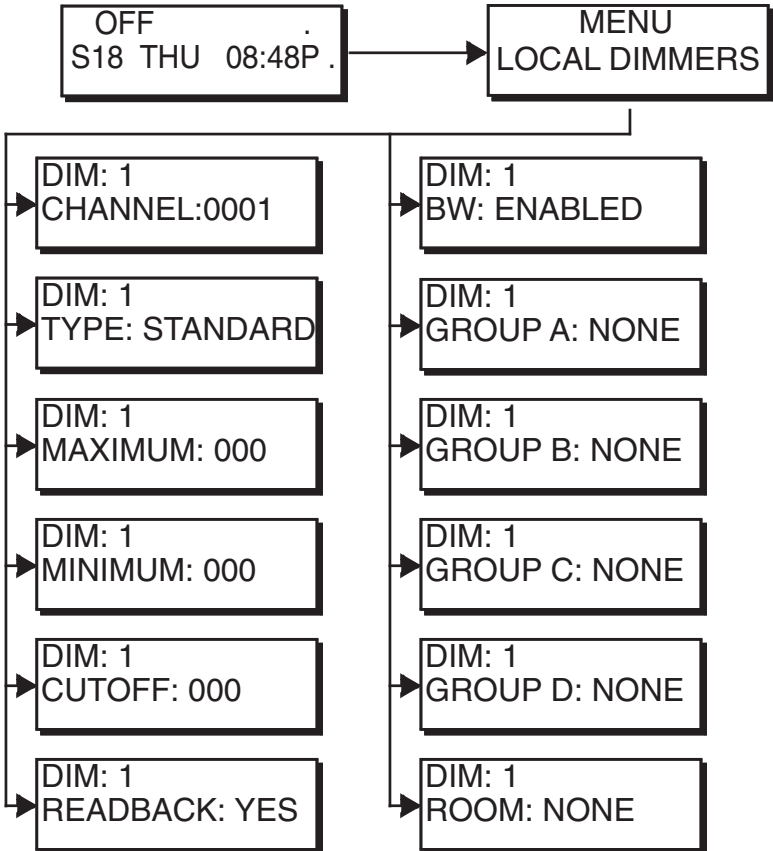 OFF .
S18 THU 08:48P .
MENU
LOCAL DIMMERS
DIM: 1
CHANNEL:0001
DIM: 1
TYPE: STANDARD
DIM: 1
MAXIMUM: 000
DIM: 1
MINIMUM: 000
DIM: 1
CUTOFF: 000
DIM: 1
READBACK: YES
DIM: 1
BW: ENABLED
DIM: 1
GROUP A: NONE
DIM: 1
GROUP B: NONE
DIM: 1
GROUP C: NONE
DIM: 1
GROUP D: NONE
DIM: 1
ROOM: NONE